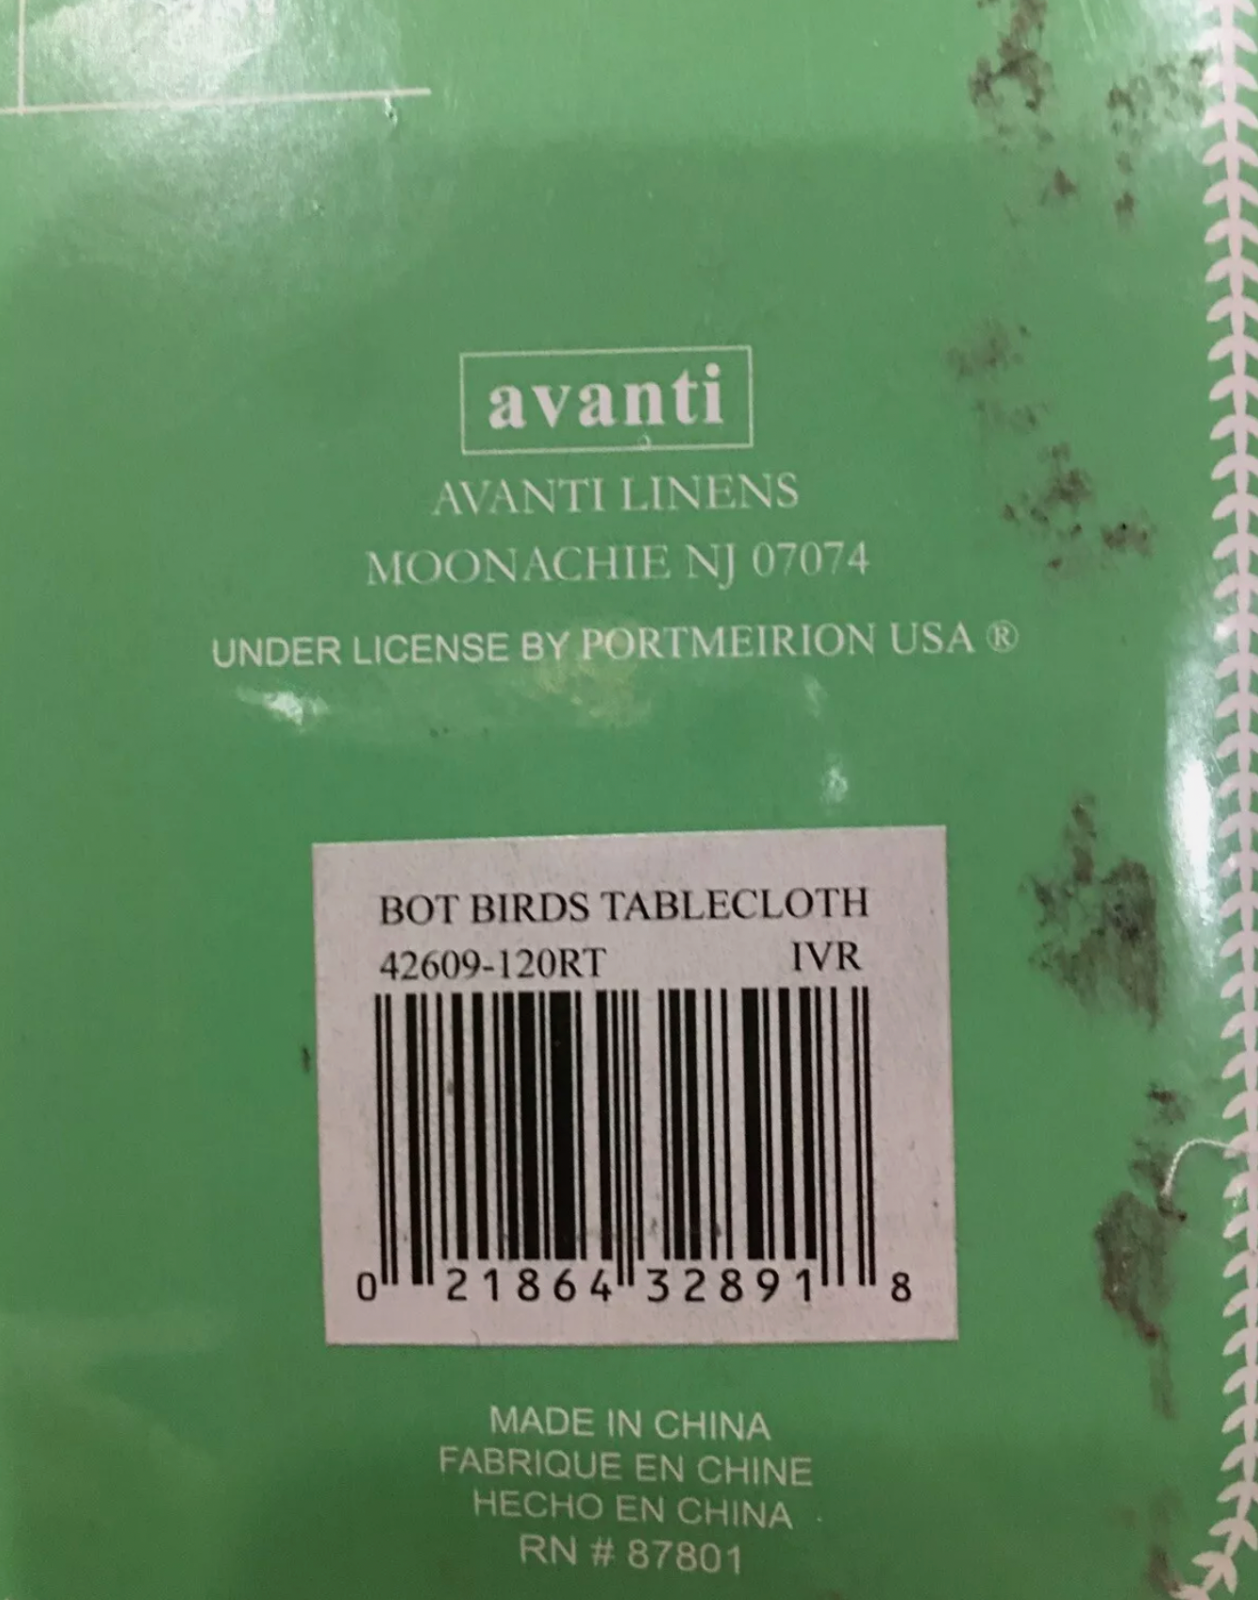 avanti
AVANTI LINENS
MOONACHIE NJ 07074
UNDER LICENSE BY PORTMEIRION USA ®
BOT BIRDS TABLECLOTH
42609-120RT IVR
0 21864 32891 8
MADE IN CHINA
FABRIQUE EN CHINE
HECHO EN CHINA
RN # 87801